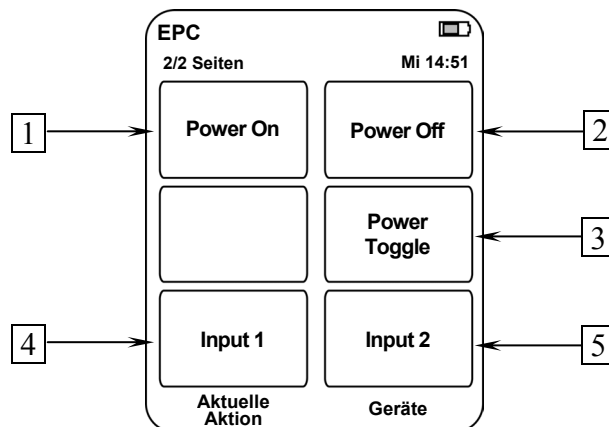 EPC
2/2 Seiten Mi 14:51
1 Power On Power Off 2
Power
Toggle 3
4 Input 1 Input 2 5
Aktuelle
Aktion Geräte